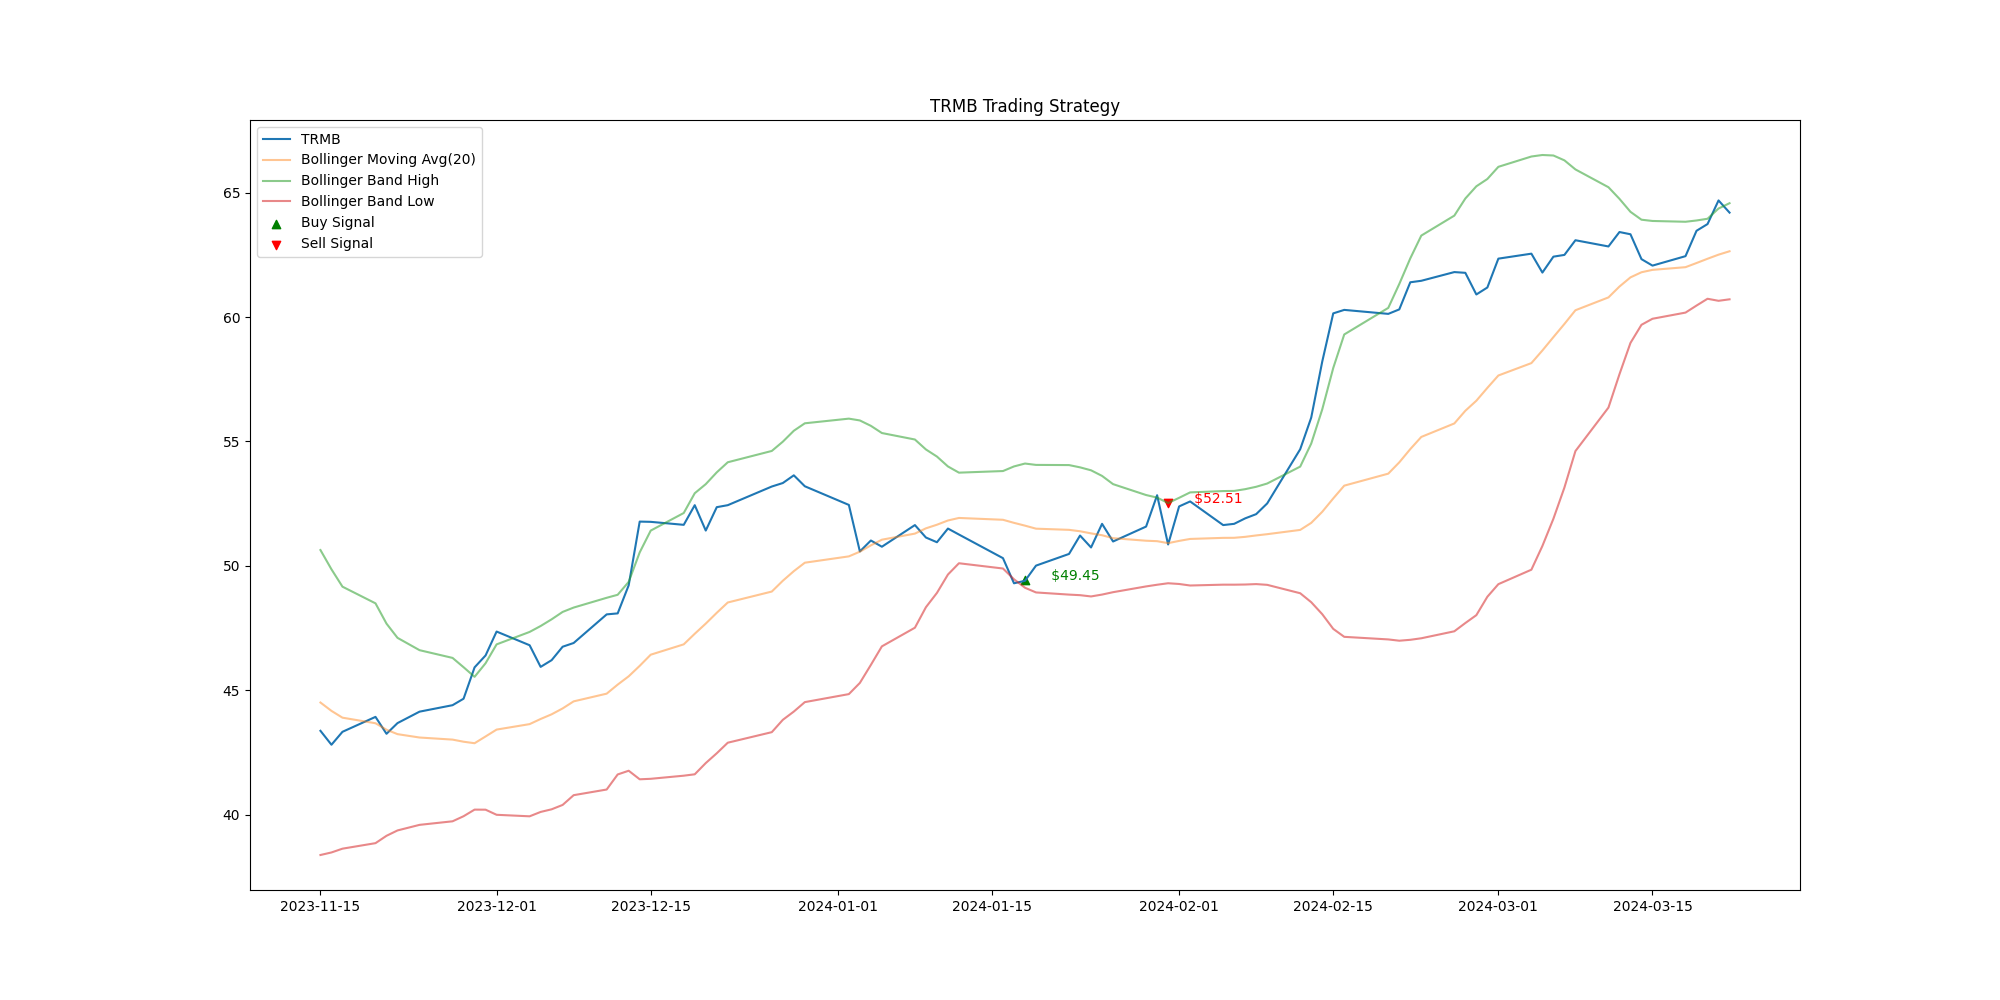 TRMB Trading Strategy
TRMB
Bollinger Moving Avg(20)
Bollinger Band High
Bollinger Band Low
Buy Signal
Sell Signal
65
60
55
50
45
40
$52.51
$49.45
2023-11-15
2023-12-01
2023-12-15
2024-01-01
2024-01-15
2024-02-01
2024-02-15
2024-03-01
2024-03-15